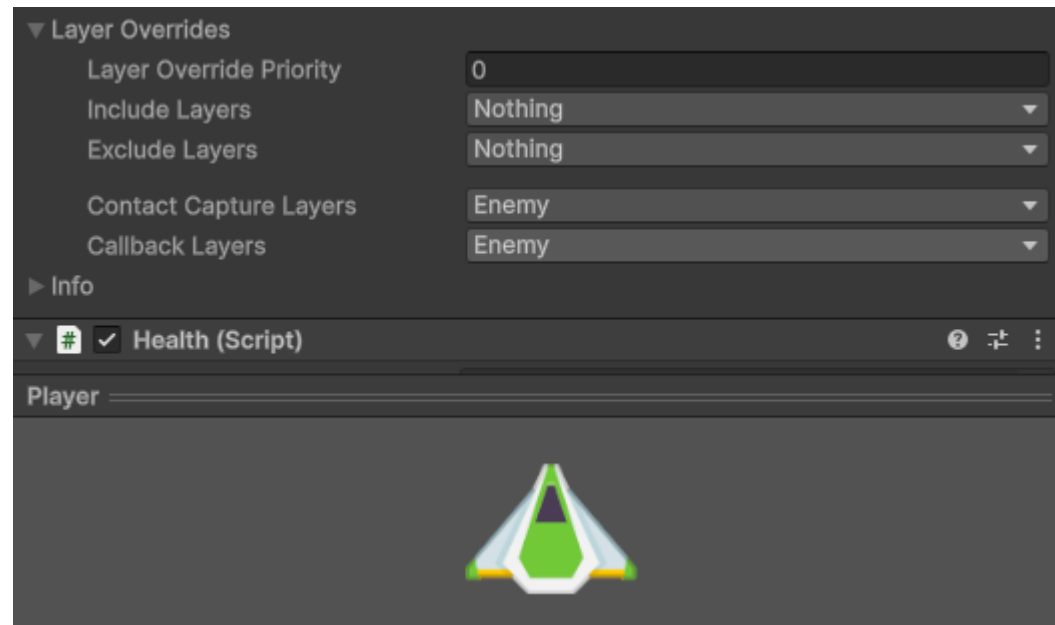 Layer Overrides
Layer Override Priority 0
Include Layers Nothing
Exclude Layers Nothing
Contact Capture Layers Enemy
Callback Layers Enemy
Info
# Health (Script)
Player